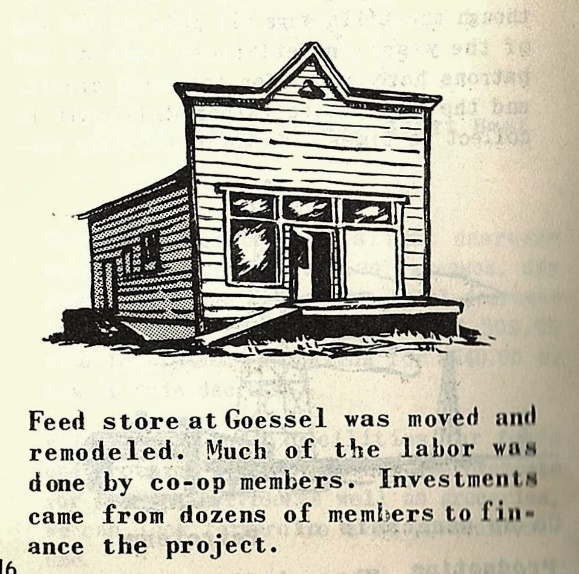 Feed store at Goessel was moved and
remodeled. Much of the labor was
done by co-op members. Investments
came from dozens of members to fin-
ance the project.
16